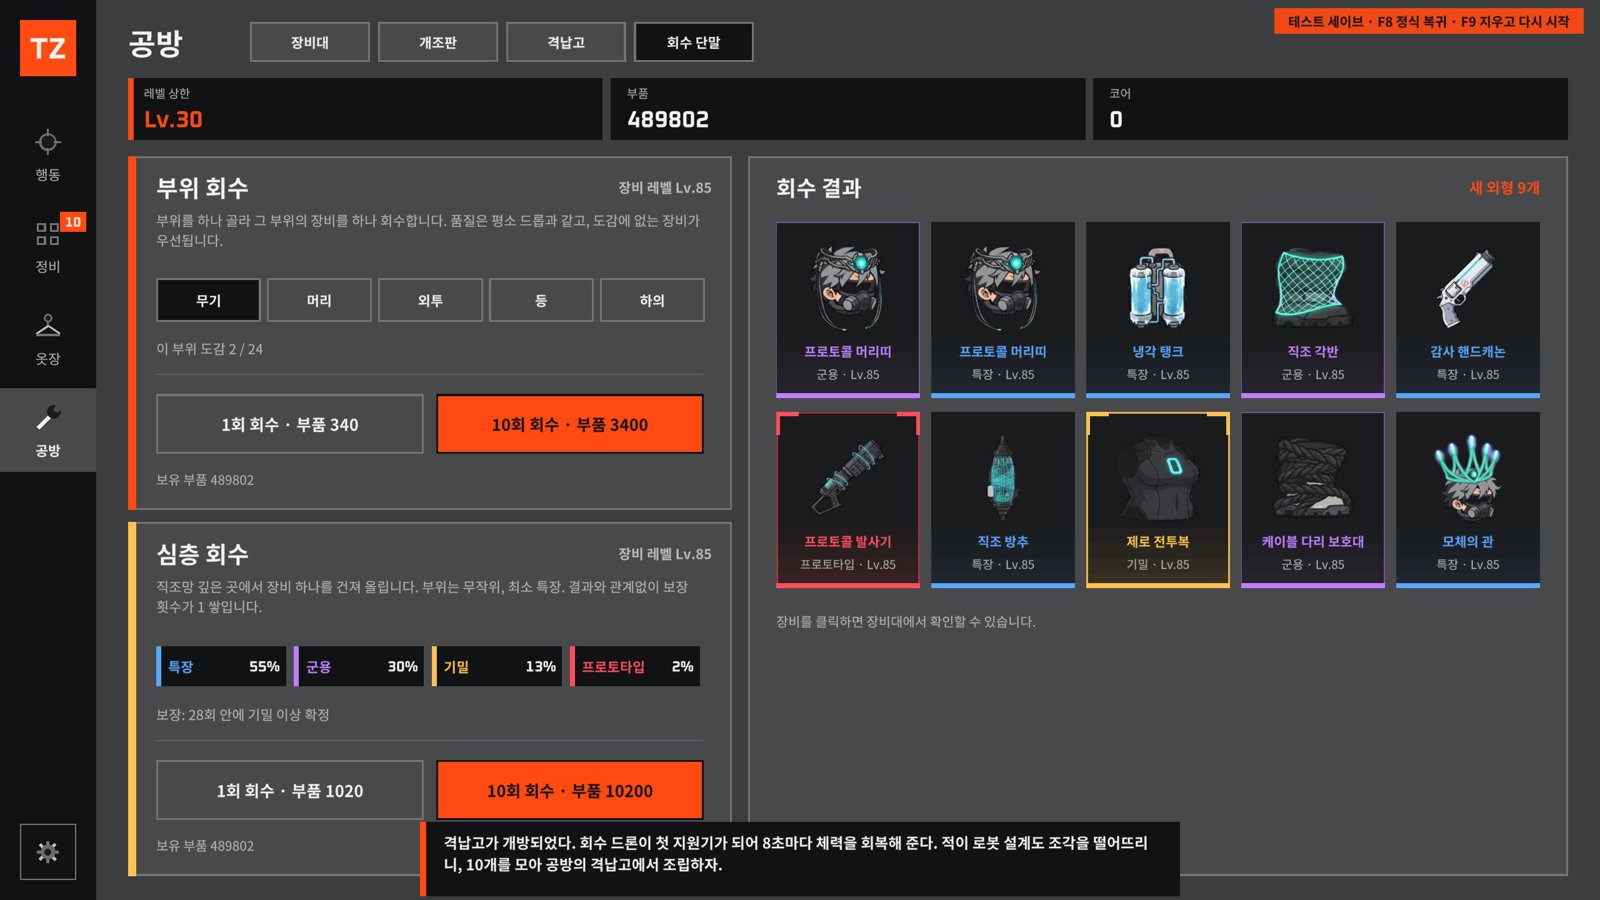 TZ
공방
장비대
개조판
격납고
회수 단말
테스트 세이브 · F8 정식 복귀 · F9 지우고 다시 시작
레벨 상한
Lv.30
부품
489802
코어
0
행동
10
정비
옷장
공방
부위 회수
장비 레벨 Lv.85
부위를 하나 골라 그 부위의 장비를 하나 회수합니다. 품질은 평소 드롭과 같고, 도감에 없는 장비가
우선됩니다.
무기
머리
외투
등
하의
이 부위 도감 2 / 24
1회 회수 · 부품 340
10회 회수 · 부품 3400
보유 부품 489802
심층 회수
장비 레벨 Lv.85
직조망 깊은 곳에서 장비 하나를 건져 올립니다. 부위는 무작위, 최소 특장. 결과와 관계없이 보장
횟수가 1 쌓입니다.
특장 55%
군용 30%
기밀 13%
프로토타입 2%
보장: 28회 안에 기밀 이상 확정
1회 회수 · 부품 1020
10회 회수 · 부품 10200
보유 부품 489802
회수 결과
새 외형 9개
프로토콜 머리띠
군용 · Lv.85
프로토콜 머리띠
특장 · Lv.85
냉각 탱크
특장 · Lv.85
직조 각반
군용 · Lv.85
감사 핸드캐논
특장 · Lv.85
프로토콜 발사기
프로토타입 · Lv.85
직조 방추
특장 · Lv.85
0
제로 전투복
기밀 · Lv.85
케이블 다리 보호대
군용 · Lv.85
모체의 관
특장 · Lv.85
장비를 클릭하면 장비대에서 확인할 수 있습니다.
격납고가 개방되었다. 회수 드론이 첫 지원기가 되어 8초마다 체력을 회복해 준다. 적이 로봇 설계도 조각을 떨어뜨리
니, 10개를 모아 공방의 격납고에서 조립하자.